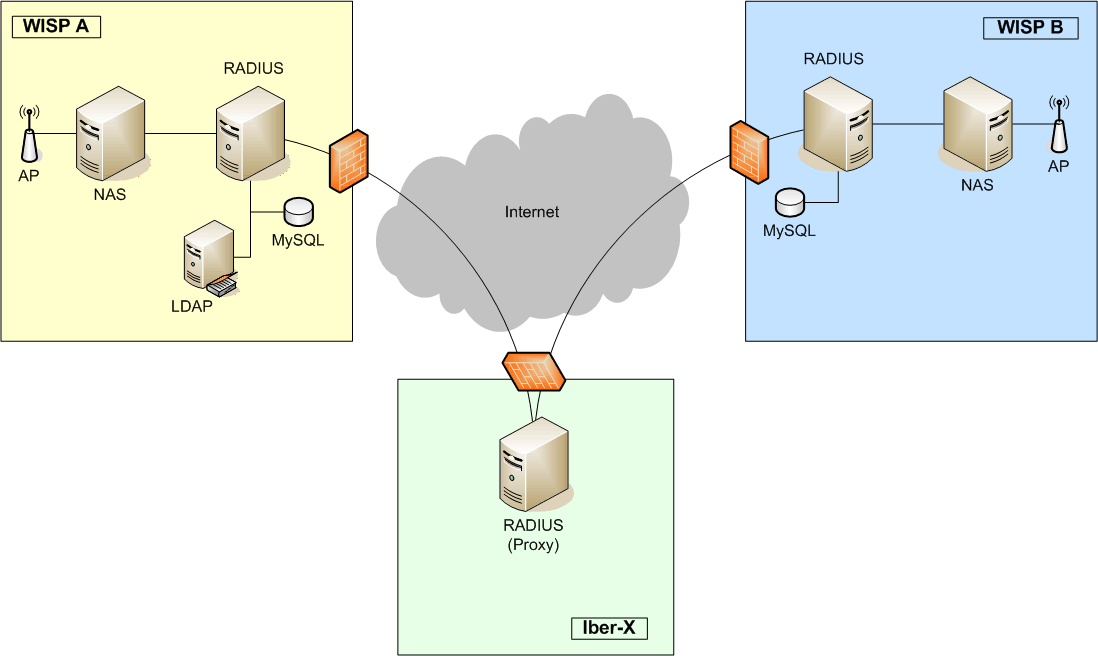 WISP A
RADIUS
AP
NAS
MySQL
LDAP
Internet
WISP B
RADIUS
NAS
AP
MySQL
RADIUS
(Proxy)
Iber-X